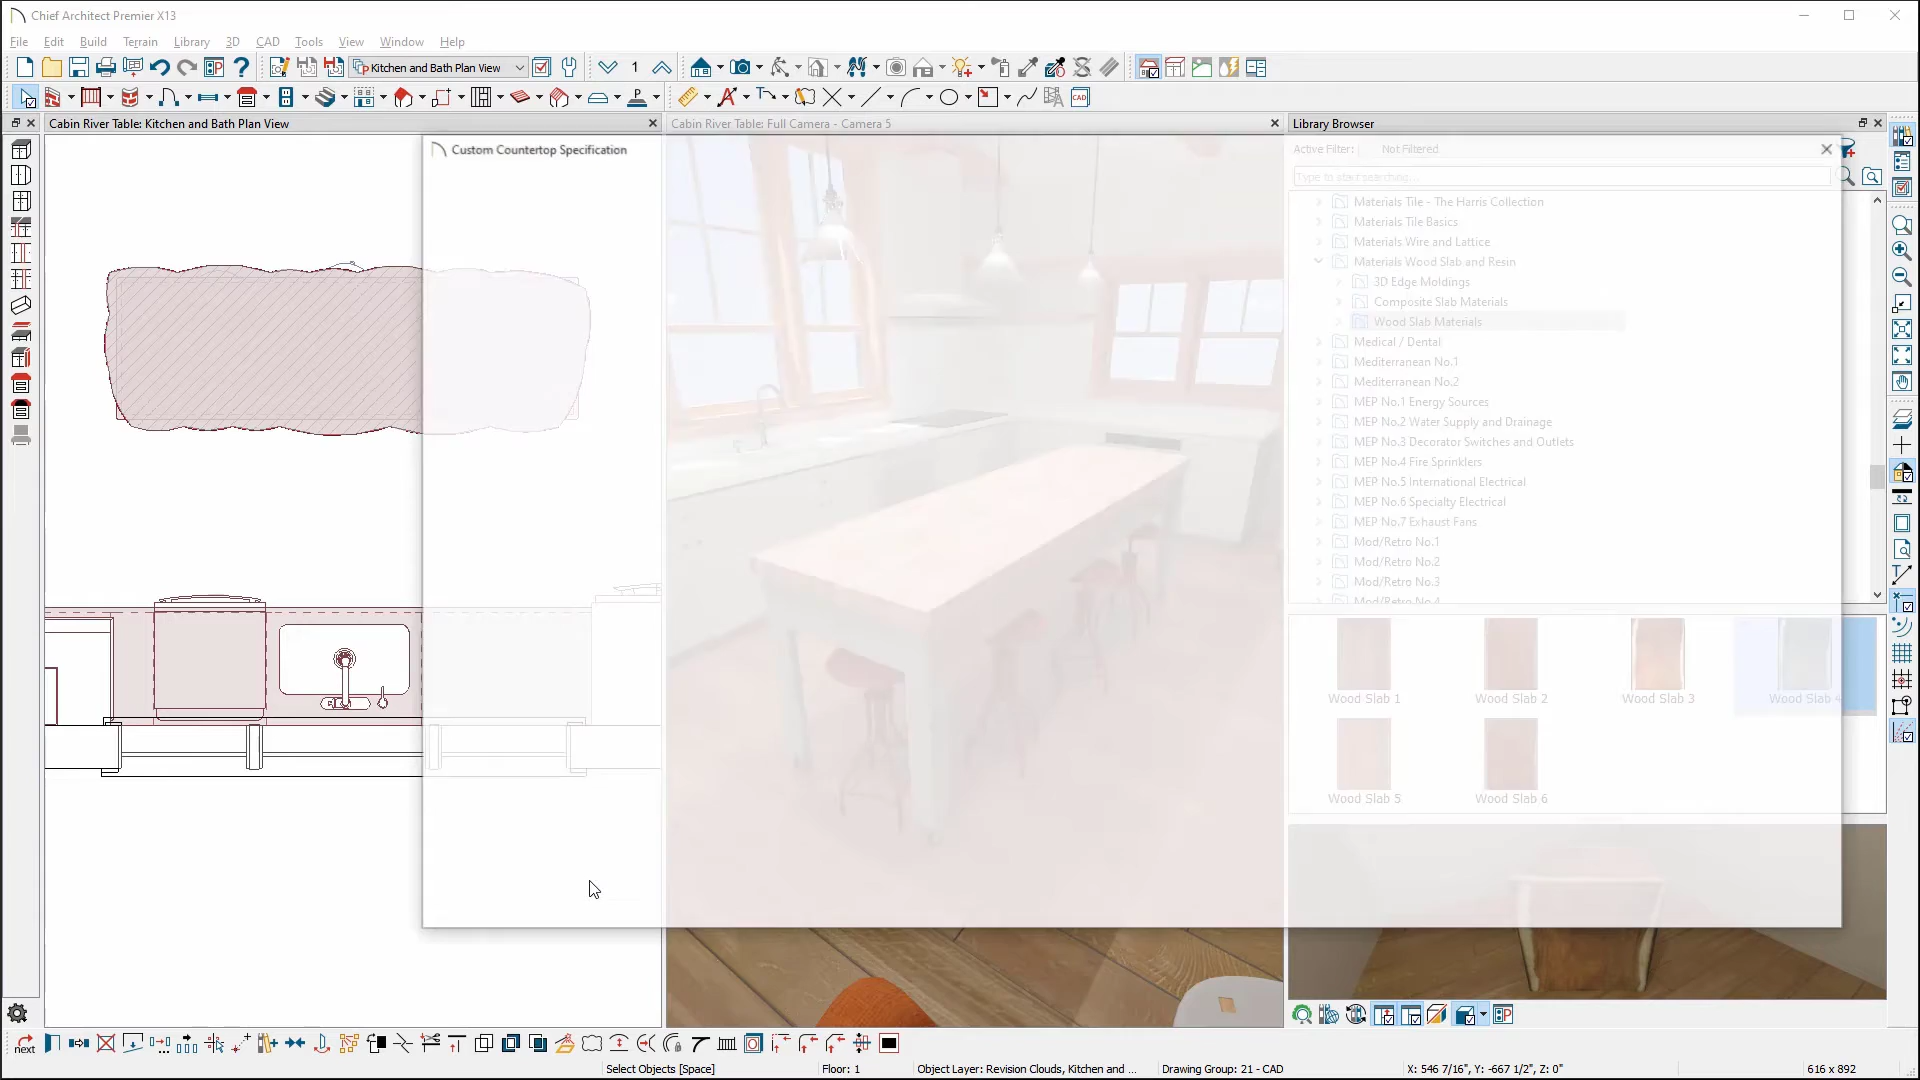 Chief Architect Premier X13
File Edit Build Terrain Library 3D CAD Tools View Window Help
Kitchen and Bath Plan View
1
P
CAD
Cabin River Table: Kitchen and Bath Plan View
Cabin River Table: Full Camera - Camera 5
Library Browser
Custom Countertop Specification
Active Filter: Not Filtered
Type to start searching...
Materials Tile - The Harris Collection
Materials Tile Basics
Materials Wire and Lattice
Materials Wood Slab and Resin
3D Edge Moldings
Composite Slab Materials
Wood Slab Materials
Medical / Dental
Mediterranean No.1
Mediterranean No.2
MEP No.1 Energy Sources
MEP No.2 Water Supply and Drainage
MEP No.3 Decorator Switches and Outlets
MEP No.4 Fire Sprinklers
MEP No.5 International Electrical
MEP No.6 Specialty Electrical
MEP No.7 Exhaust Fans
Mod/Retro No.1
Mod/Retro No.2
Mod/Retro No.3
Mod/Retro No.4
Wood Slab 1
Wood Slab 2
Wood Slab 3
Wood Slab 4
Wood Slab 5
Wood Slab 6
next
Select Objects [Space]
Floor: 1
Object Layer: Revision Clouds, Kitchen and ...
Drawing Group: 21 - CAD
X: 546 7/16", Y: -667 1/2", Z: 0"
616 x 892